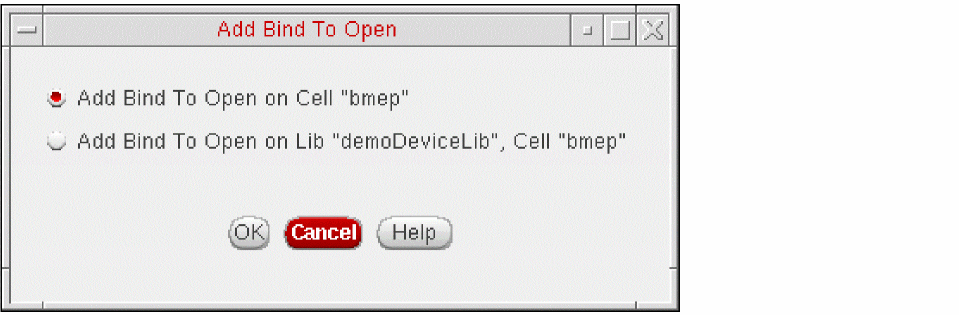 Add Bind To Open
Add Bind To Open on Cell "bmep"
Add Bind To Open on Lib "demoDeviceLib", Cell "bmep"
OK Cancel Help